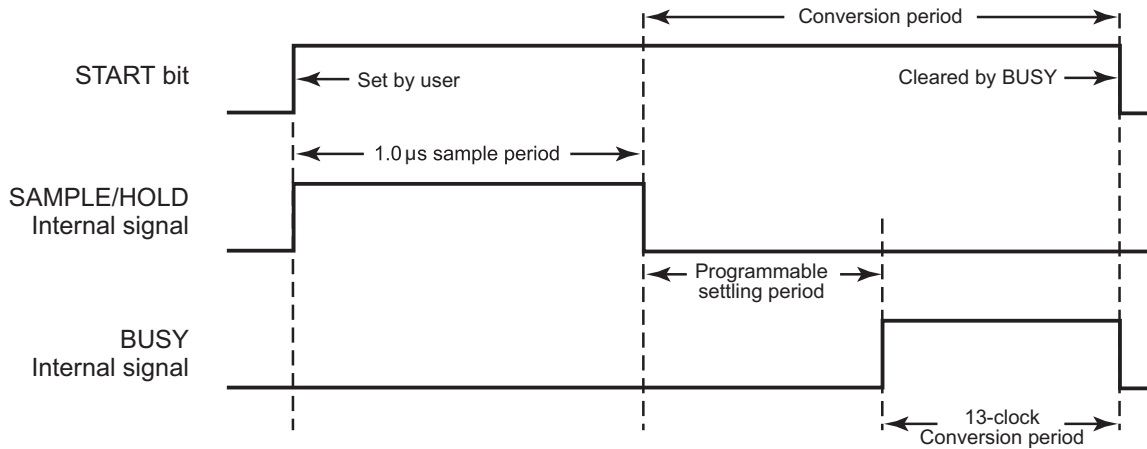 Conversion period
START bit
Set by user
Cleared by BUSY
1.0 µs sample period
SAMPLE/HOLD
Internal signal
Programmable
settling period
BUSY
Internal signal
13-clock
Conversion period